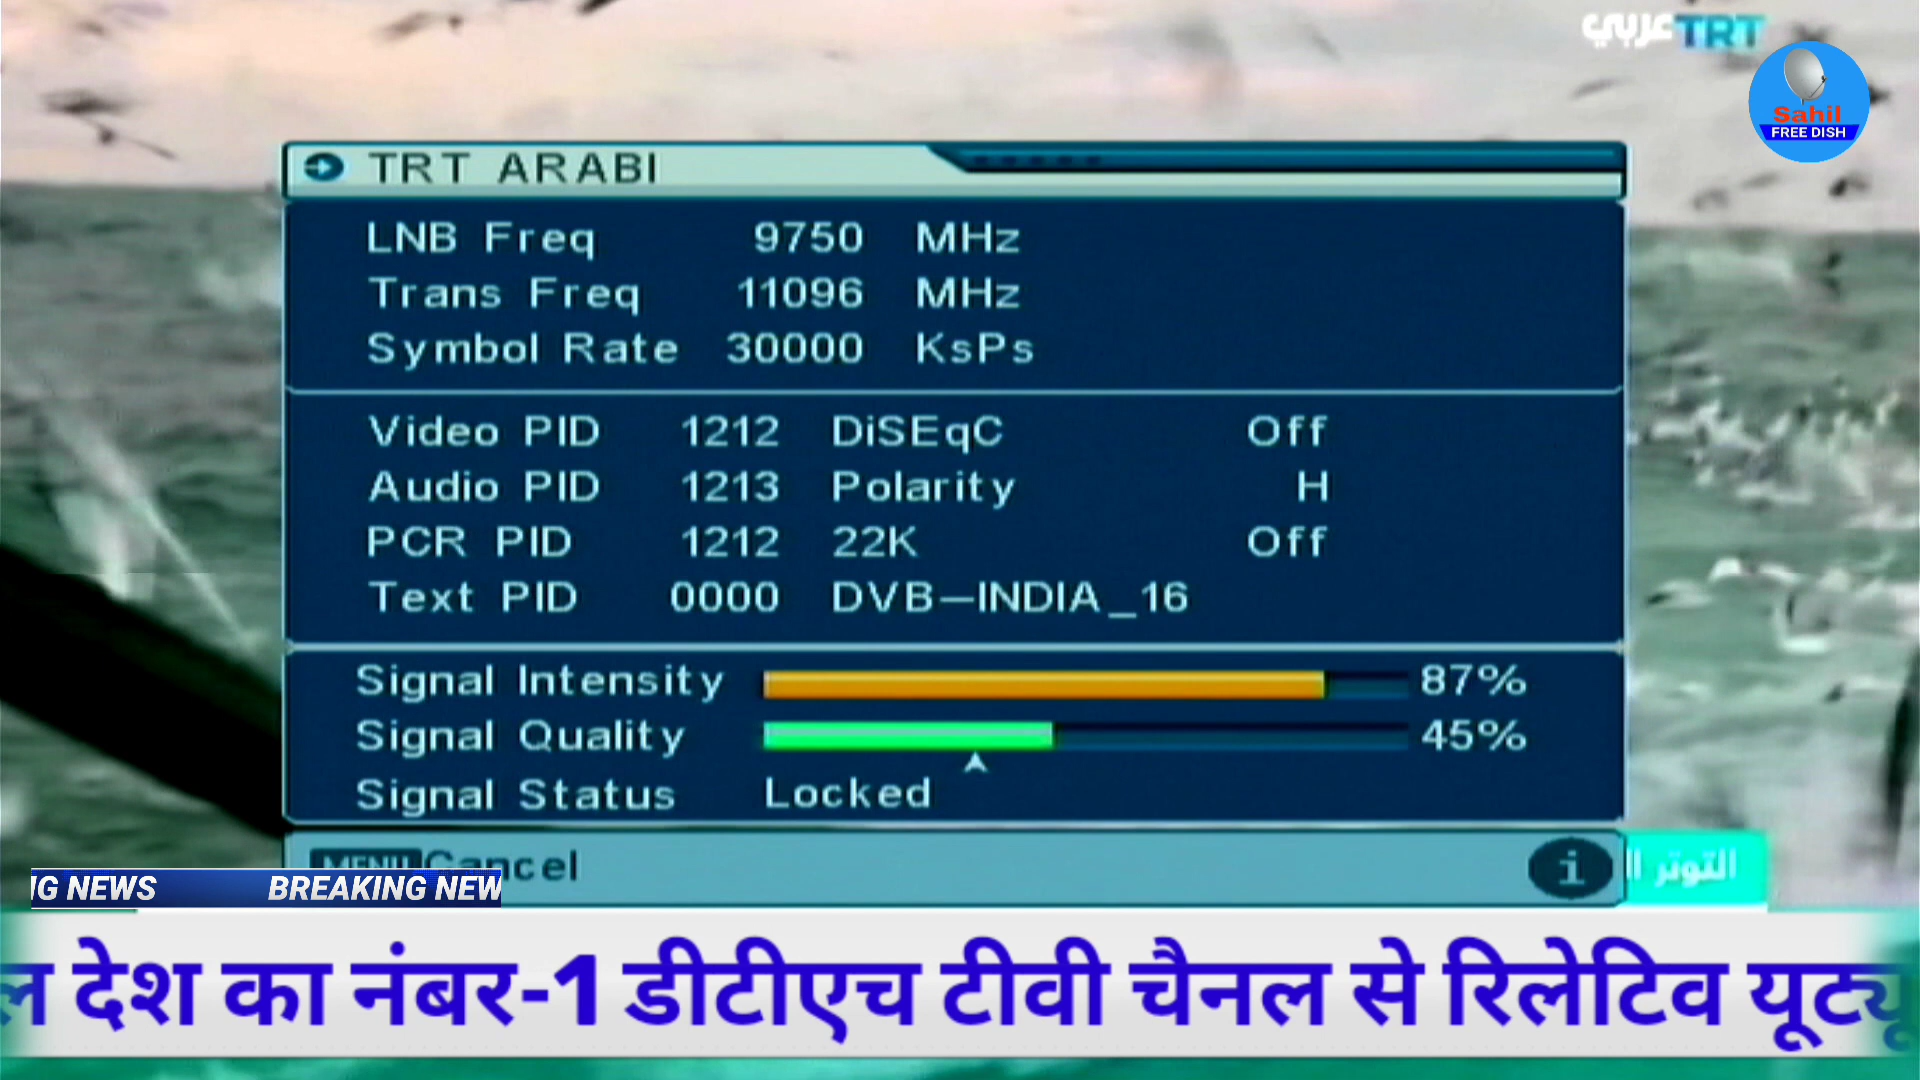 عربي TRT
Sahil
FREE DISH
TRT ARABI
LNB Freq 9750 MHz
Trans Freq 11096 MHz
Symbol Rate 30000 KsPs
Video PID 1212 DiSEqC Off
Audio PID 1213 Polarity H
PCR PID 1212 22K Off
Text PID 0000 DVB-INDIA_16
Signal Intensity 87%
Signal Quality 45%
Signal Status Locked
MENU Cancel i
التوتر
NEWS BREAKING NEW
देश का नंबर-1 डीटीएच टीवी चैनल से रिलेटिव